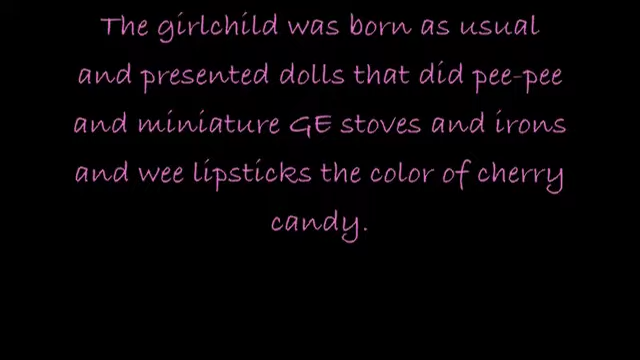 The girlchild was born as usual
and presented dolls that did pee-pee
and miniature GE stoves and irons
and wee lipsticks the color of cherry
candy.